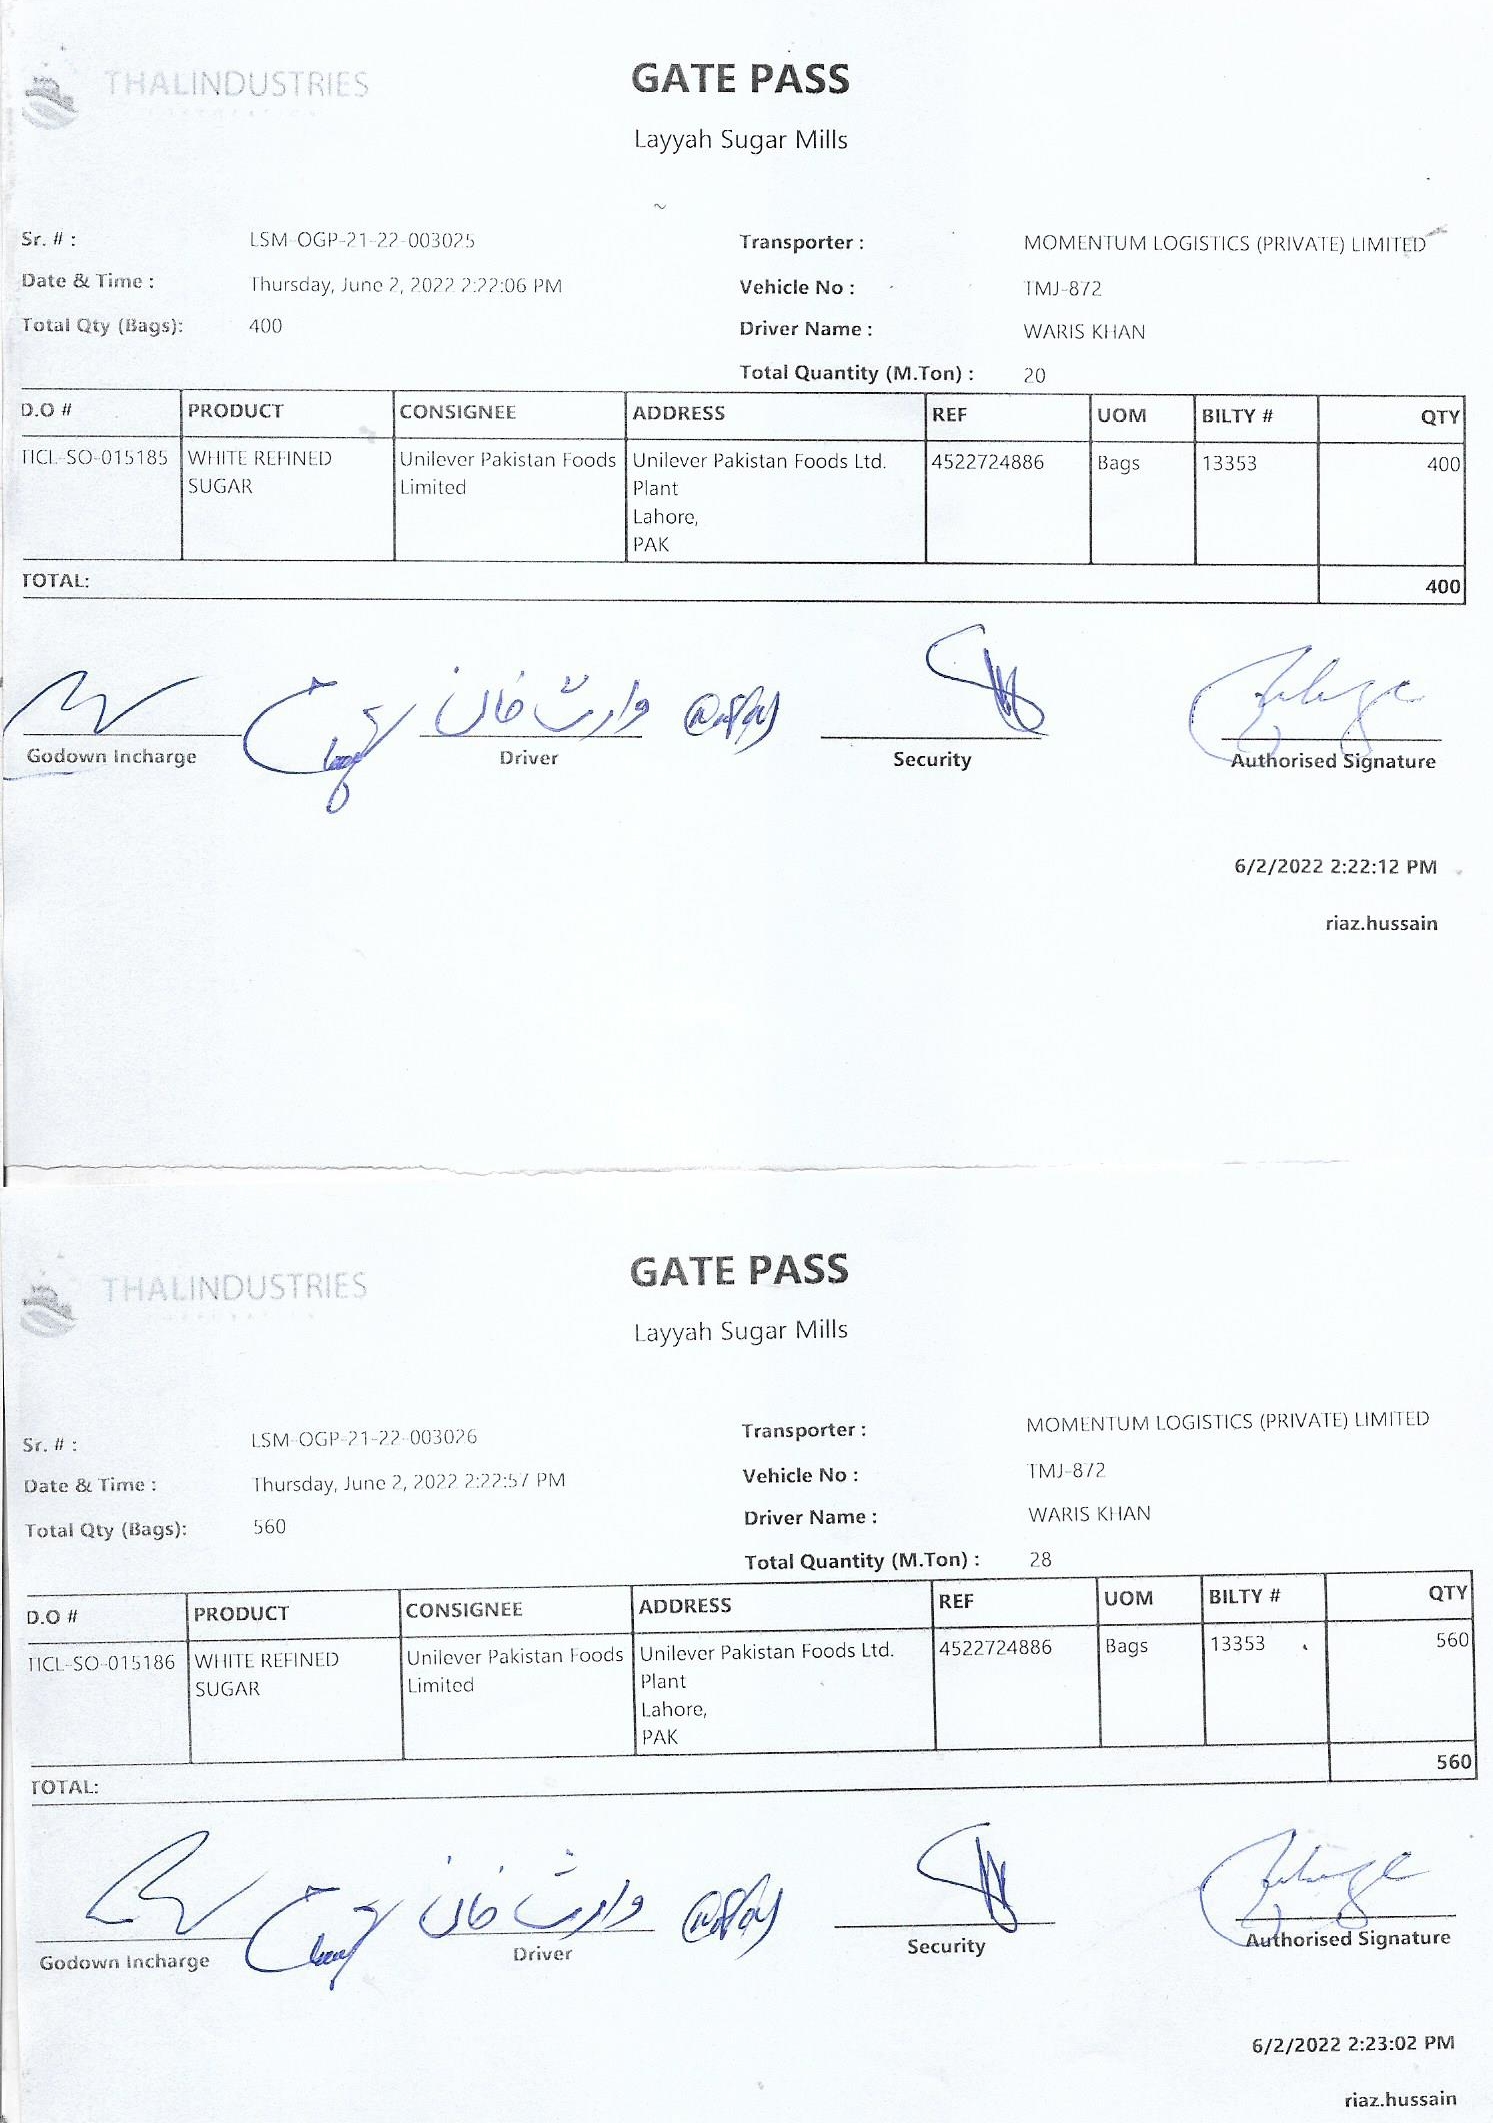 THALINDUSTRIES
GATE PASS
Layyah Sugar Mills
Sr. # : LSM-OGP-21-22-003025 Transporter : MOMENTUM LOGISTICS (PRIVATE) LIMITED
Date & Time : Thursday, June 2, 2022 2:22:06 PM Vehicle No : TMJ-872
Total Qty (Bags): 400 Driver Name : WARIS KHAN
Total Quantity (M.Ton) : 20
D.O # PRODUCT CONSIGNEE ADDRESS REF UOM BILTY # QTY
TICL-SO-015185 WHITE REFINED Unilever Pakistan Foods Unilever Pakistan Foods Ltd. 4522724886 Bags 13353 400
SUGAR Limited Plant
Lahore,
PAK
TOTAL: 400
وارث خان
Godown Incharge Driver Security Authorised Signature
6/2/2022 2:22:12 PM
riaz.hussain
THALINDUSTRIES
GATE PASS
Layyah Sugar Mills
Sr. # : LSM-OGP-21-22-003026 Transporter : MOMENTUM LOGISTICS (PRIVATE) LIMITED
Date & Time : Thursday, June 2, 2022 2:22:57 PM Vehicle No : TMJ-872
Total Qty (Bags): 560 Driver Name : WARIS KHAN
Total Quantity (M.Ton) : 28
D.O # PRODUCT CONSIGNEE ADDRESS REF UOM BILTY # QTY
TICL-SO-015186 WHITE REFINED Unilever Pakistan Foods Unilever Pakistan Foods Ltd. 4522724886 Bags 13353 560
SUGAR Limited Plant
Lahore,
PAK
TOTAL: 560
وارث خان
Godown Incharge Driver Security Authorised Signature
6/2/2022 2:23:02 PM
riaz.hussain